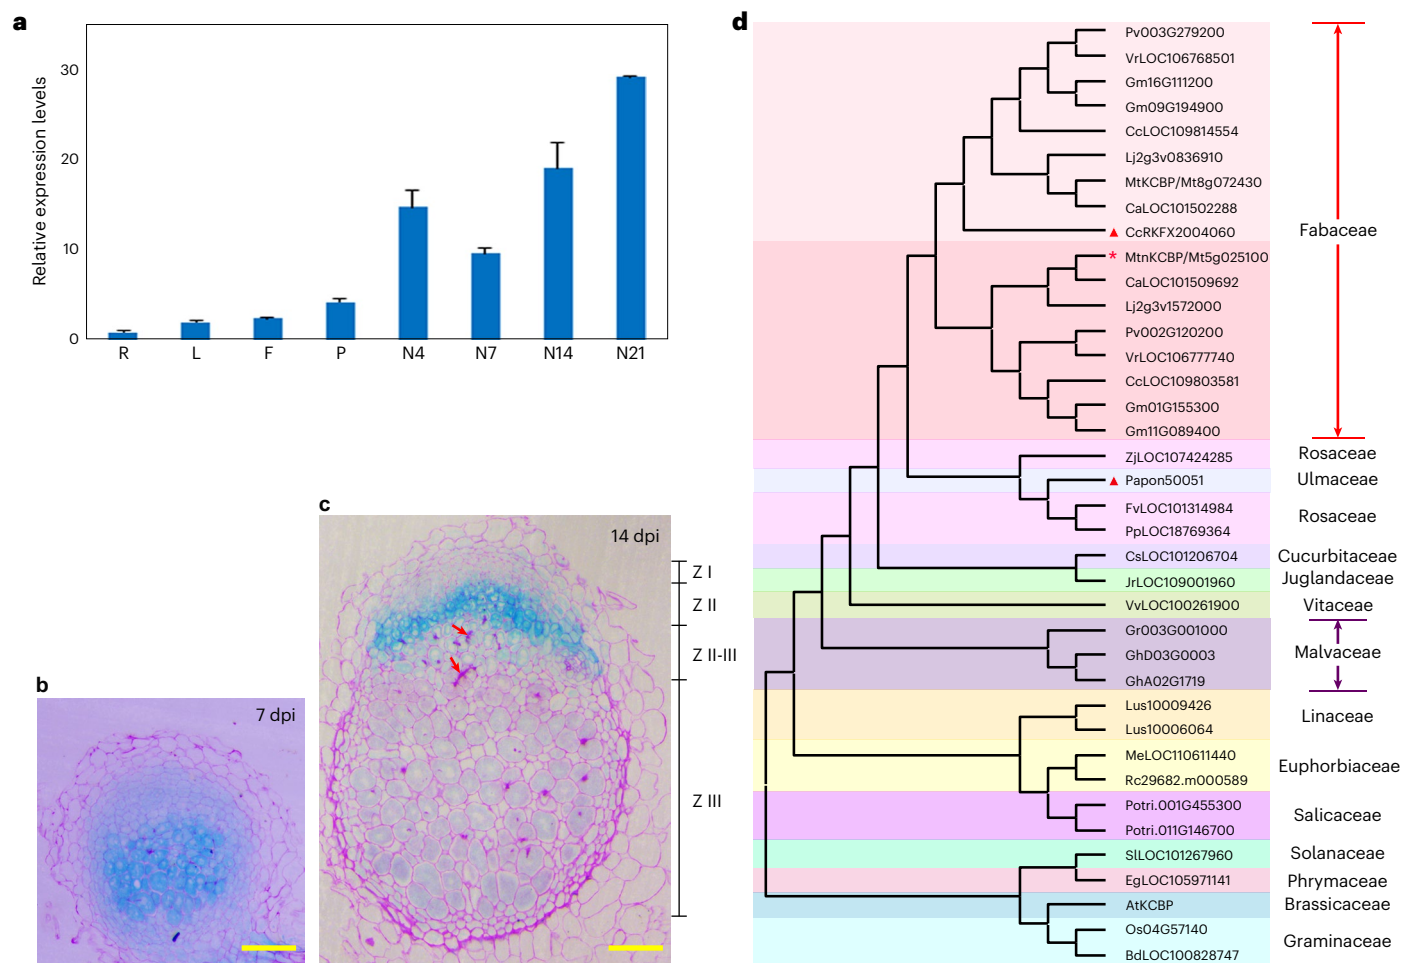 a
Relative expression levels
30
20
10
0
R L F P N4 N7 N14 N21
b
7 dpi
c
14 dpi
Z I
Z II
Z II-III
Z III
d
Pv003G279200
VrLOC106768501
Gm16G111200
Gm09G194900
CcLOC109814554
Lj2g3v0836910
MtKCBP/Mt8g072430
CaLOC101502288
▲ CcRKFX2004060
* MtnKCBP/Mt5g025100
CaLOC101509692
Lj2g3v1572000
Pv002G120200
VrLOC106777740
CcLOC109803581
Gm01G155300
Gm11G089400
ZjLOC107424285
▲ Papon50051
FvLOC101314984
PpLOC18769364
CsLOC101206704
JrLOC109001960
VvLOC100261900
Gr003G001000
GhD03G0003
GhA02G1719
Lus10009426
Lus10006064
MeLOC110611440
Rc29682.m000589
Potri.001G455300
Potri.011G146700
SlLOC101267960
EgLOC105971141
AtKCBP
Os04G57140
BdLOC100828747
Fabaceae
Rosaceae
Ulmaceae
Rosaceae
Cucurbitaceae
Juglandaceae
Vitaceae
Malvaceae
Linaceae
Euphorbiaceae
Salicaceae
Solanaceae
Phrymaceae
Brassicaceae
Graminaceae